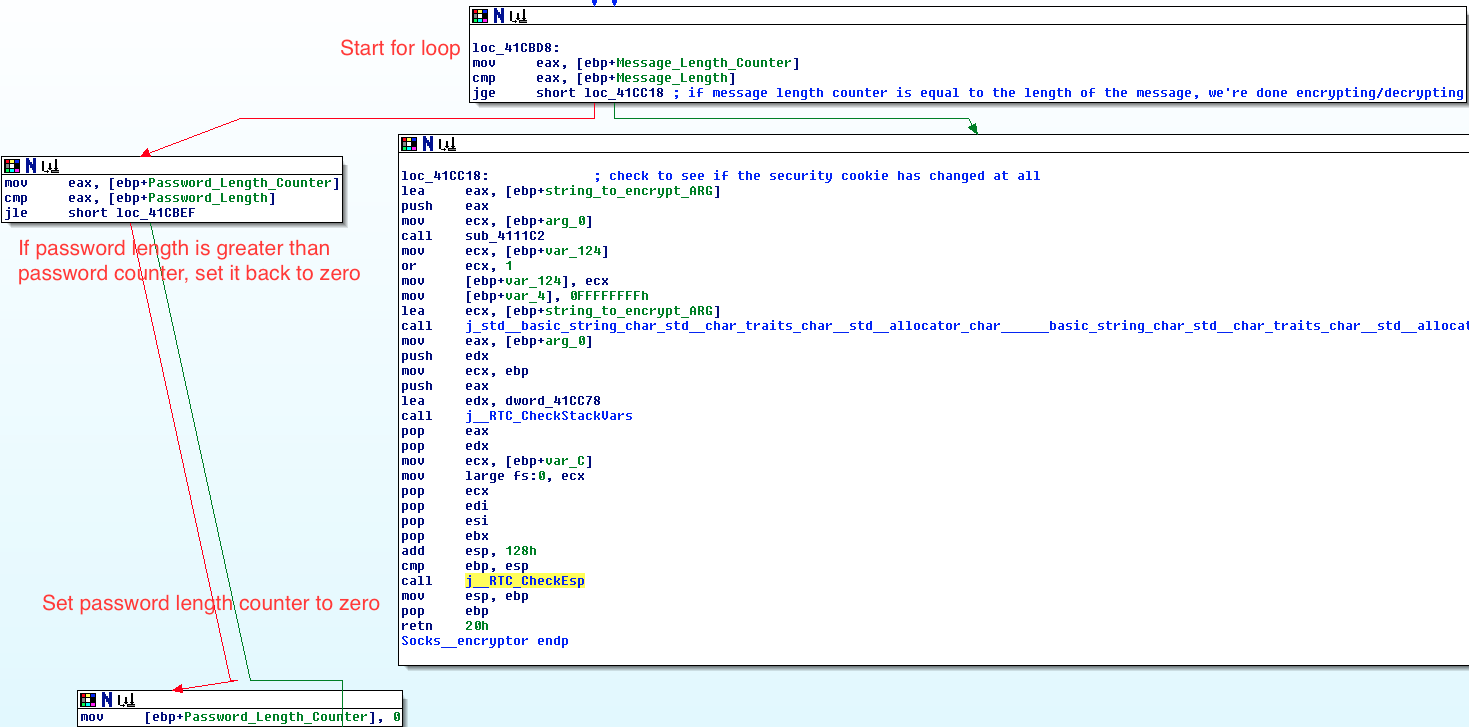 Start for loop
loc_41CBD8:
mov eax, [ebp+Message_Length_Counter]
cmp eax, [ebp+Message_Length]
jge short loc_41CC18 ; if message length counter is equal to the length of the message, we're done encrypting/decrypting
mov eax, [ebp+Password_Length_Counter]
cmp eax, [ebp+Password_Length]
jle short loc_41CBEF
If password length is greater than
password counter, set it back to zero
loc_41CC18: ; check to see if the security cookie has changed at all
lea eax, [ebp+string_to_encrypt_ARG]
push eax
mov ecx, [ebp+arg_0]
call sub_4111C2
mov ecx, [ebp+var_124]
or ecx, 1
mov [ebp+var_124], ecx
mov [ebp+var_4], 0FFFFFFFFh
lea ecx, [ebp+string_to_encrypt_ARG]
call j_std__basic_string_char_std__char_traits_char__std__allocator_char______basic_string_char_std__char_traits_char__std__allocat
mov eax, [ebp+arg_0]
push edx
mov ecx, ebp
push eax
lea edx, dword_41CC78
call j__RTC_CheckStackVars
pop eax
pop edx
mov ecx, [ebp+var_C]
mov large fs:0, ecx
pop ecx
pop edi
pop esi
pop ebx
add esp, 128h
cmp ebp, esp
call j__RTC_CheckEsp
mov esp, ebp
pop ebp
retn 20h
Socks__encryptor endp
Set password length counter to zero
mov [ebp+Password_Length_Counter], 0